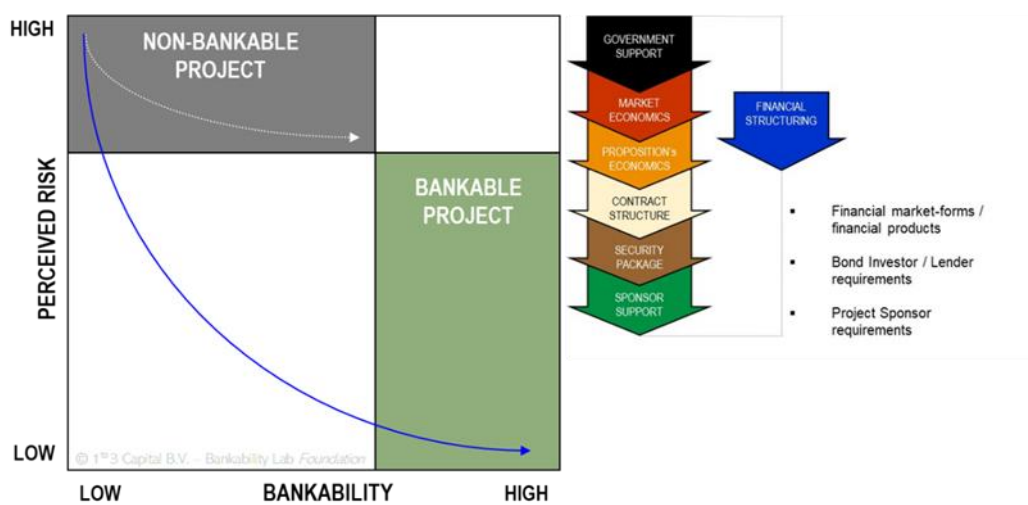 HIGH
NON-BANKABLE
PROJECT
PERCEIVED RISK
BANKABLE
PROJECT
LOW
© 1st 3 Capital B.V. – Bankability Lab Foundation
LOW
BANKABILITY
HIGH
GOVERNMENT
SUPPORT
MARKET
ECONOMICS
PROPOSITION's
ECONOMICS
CONTRACT
STRUCTURE
SECURITY
PACKAGE
SPONSOR
SUPPORT
FINANCIAL
STRUCTURING
▪ Financial market-forms /
financial products
▪ Bond Investor / Lender
requirements
▪ Project Sponsor
requirements